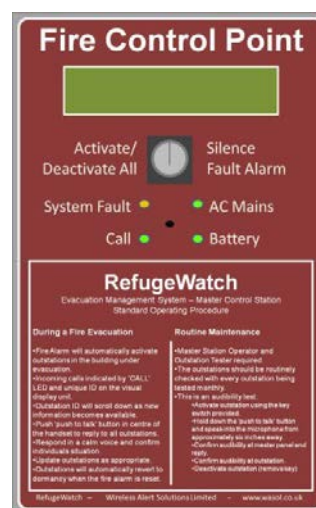 Fire Control Point
Activate/
Deactivate All
Silence
Fault Alarm
System Fault
AC Mains
Call
Battery
RefugeWatch
Evacuation Management System – Master Control Station
Standard Operating Procedure
During a Fire Evacuation
•Fire Alarm will automatically activate
outstations in the building under
evacuation.
•Incoming calls indicated by 'CALL'
LED and unique ID on the visual
display unit.
•Outstation ID will scroll down as new
information becomes available.
•Push 'push to talk' button in centre of
the handset to reply to all outstations.
•Respond in a calm voice and confirm
individuals situation.
•Update outstations as appropriate.
•Outstations will automatically revert to
dormancy when the fire alarm is reset.
Routine Maintenance
•Master Station Operator and
Outstation Tester required
•The outstations should be routinely
checked with every outstation being
tested monthly.
•This is an audibility test:
•Activate outstation using the key
switch provided.
•Hold down the 'push to talk' button
and speak into the microphone from
approximately six inches away.
•Confirm audibility at master panel and
reply.
•Confirm audibility at outstation
•Deactivate outstation (remove key)
RefugeWatch – Wireless Alert Solutions Limited - www.wasol.co.uk